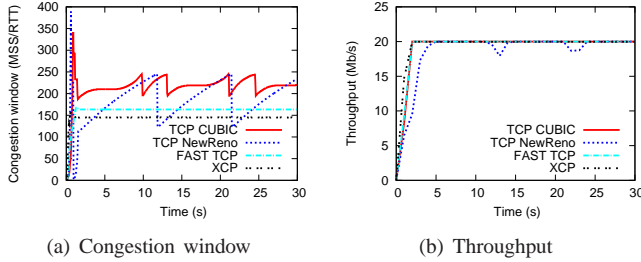 Congestion window (MSS/RTT)
400
350
300
250
200
150
100
50
0
TCP CUBIC
TCP NewReno
FAST TCP
XCP
0 5 10 15 20 25 30
Time (s)
(a) Congestion window
Throughput (Mb/s)
25
20
15
10
5
0
TCP CUBIC
TCP NewReno
FAST TCP
XCP
0 5 10 15 20 25 30
Time (s)
(b) Throughput